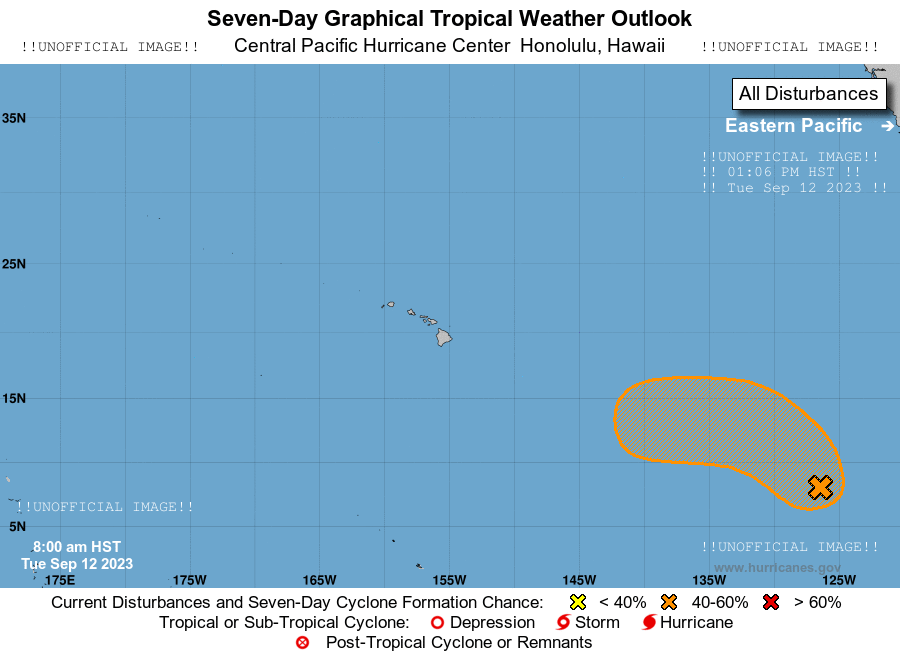 Seven-Day Graphical Tropical Weather Outlook
!!UNOFFICIAL IMAGE!! Central Pacific Hurricane Center Honolulu, Hawaii !!UNOFFICIAL IMAGE!!
All Disturbances
35N
Eastern Pacific →
!!UNOFFICIAL IMAGE!!
!! 01:06 PM HST !!
!! Tue Sep 12 2023 !!
25N
15N
!!UNOFFICIAL IMAGE!!
5N
8:00 am HST
Tue Sep 12 2023
!!UNOFFICIAL IMAGE!!
www.hurricanes.gov
175E 175W 165W 155W 145W 135W 125W
Current Disturbances and Seven-Day Cyclone Formation Chance: < 40% 40-60% > 60%
Tropical or Sub-Tropical Cyclone: Depression Storm Hurricane
Post-Tropical Cyclone or Remnants